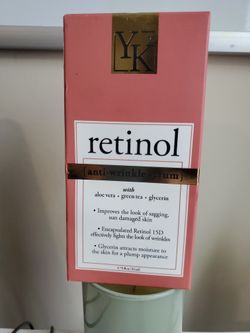 YK
retinol
{anti-wrinkle serum}
with
aloe vera • green tea • glycerin
• Improves the look of sagging,
sun damaged skin
• Encapsulated Retinol 15D
effectively fights the look of wrinkles
• Glycerin attracts moisture to
the skin for a plump appearance